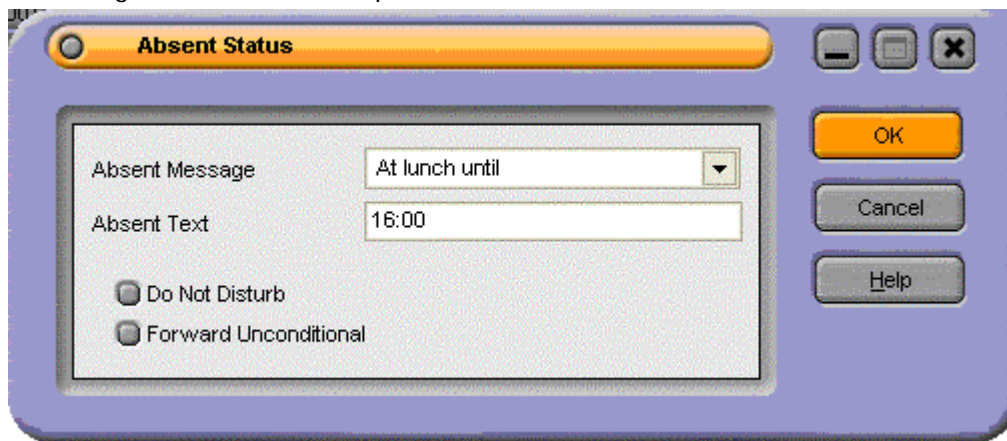 Absent Status
OK
Absent Message At lunch until
Cancel
Absent Text 16:00
Help
Do Not Disturb
Forward Unconditional